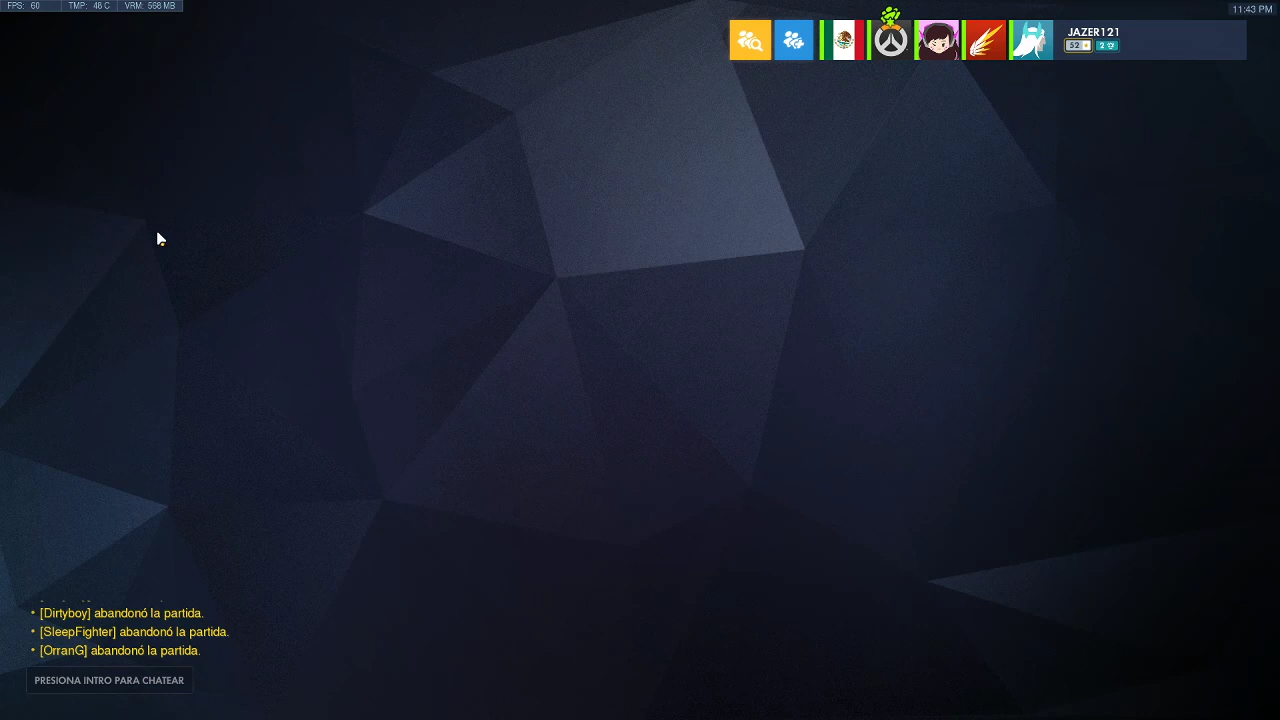 FPS: 60 TMP: 46 C VRM: 568 MB
11:43 PM
JAZER121
52 2
• [Dirtyboy] abandonó la partida.
• [SleepFighter] abandonó la partida.
• [OrranG] abandonó la partida.
PRESIONA INTRO PARA CHATEAR